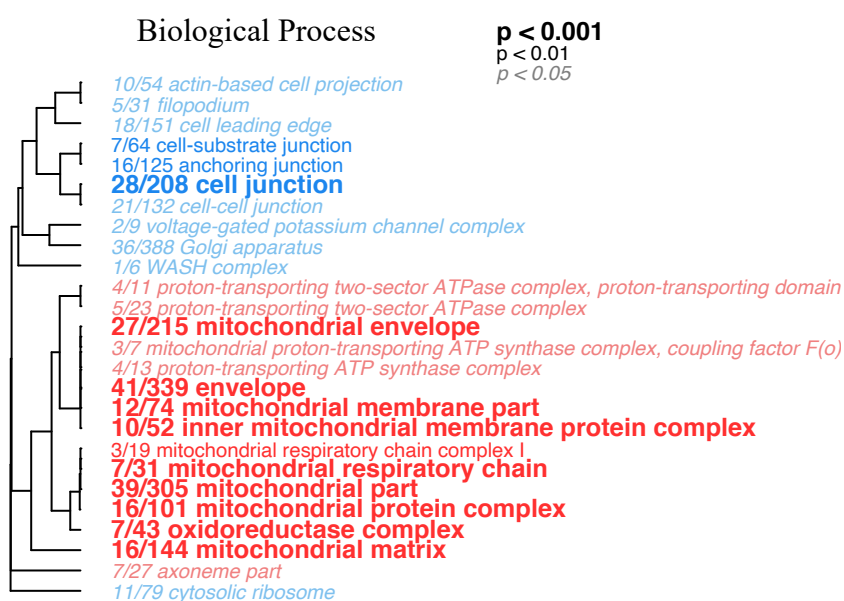 Biological Process
p < 0.001
p < 0.01
p < 0.05
10/54 actin-based cell projection
5/31 filopodium
18/151 cell leading edge
7/64 cell-substrate junction
16/125 anchoring junction
28/208 cell junction
21/132 cell-cell junction
2/9 voltage-gated potassium channel complex
36/388 Golgi apparatus
1/6 WASH complex
4/11 proton-transporting two-sector ATPase complex, proton-transporting domain
5/23 proton-transporting two-sector ATPase complex
27/215 mitochondrial envelope
3/7 mitochondrial proton-transporting ATP synthase complex, coupling factor F(o)
4/13 proton-transporting ATP synthase complex
41/339 envelope
12/74 mitochondrial membrane part
10/52 inner mitochondrial membrane protein complex
3/19 mitochondrial respiratory chain complex I
7/31 mitochondrial respiratory chain
39/305 mitochondrial part
16/101 mitochondrial protein complex
7/43 oxidoreductase complex
16/144 mitochondrial matrix
7/27 axoneme part
11/79 cytosolic ribosome